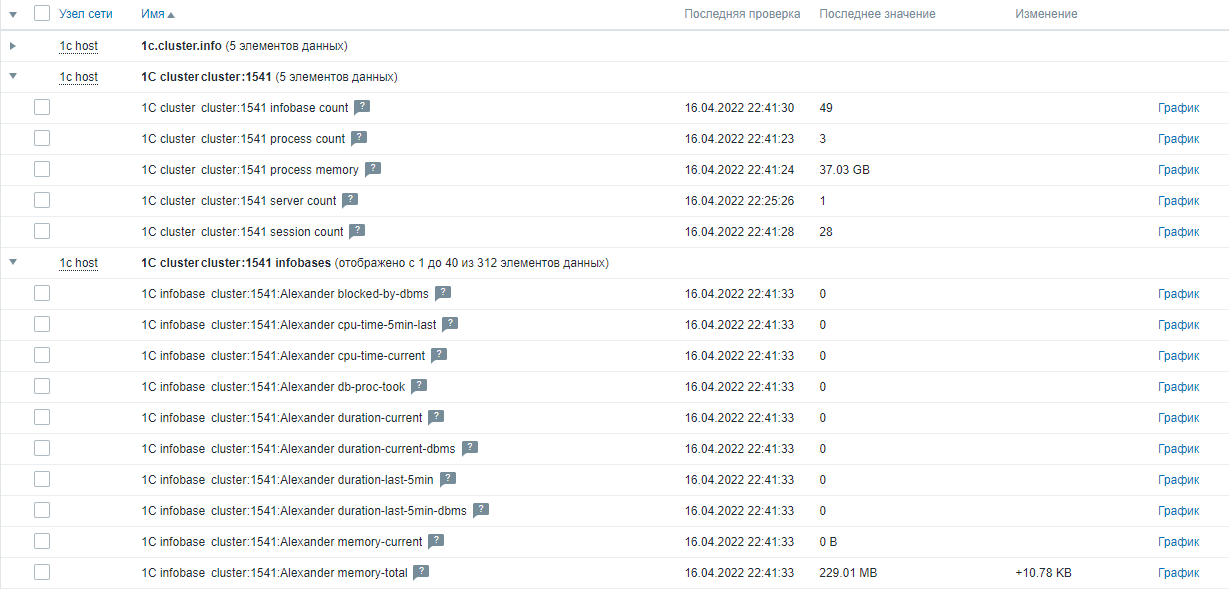 Узел сети Имя Последняя проверка Последнее значение Изменение
1c host 1c.cluster.info (5 элементов данных)
1c host 1C cluster cluster:1541 (5 элементов данных)
1C cluster cluster:1541 infobase count ? 16.04.2022 22:41:30 49 График
1C cluster cluster:1541 process count ? 16.04.2022 22:41:23 3 График
1C cluster cluster:1541 process memory ? 16.04.2022 22:41:24 37.03 GB График
1C cluster cluster:1541 server count ? 16.04.2022 22:25:26 1 График
1C cluster cluster:1541 session count ? 16.04.2022 22:41:28 28 График
1c host 1C cluster cluster:1541 infobases (отображено с 1 до 40 из 312 элементов данных)
1C infobase cluster:1541:Alexander blocked-by-dbms ? 16.04.2022 22:41:33 0 График
1C infobase cluster:1541:Alexander cpu-time-5min-last ? 16.04.2022 22:41:33 0 График
1C infobase cluster:1541:Alexander cpu-time-current ? 16.04.2022 22:41:33 0 График
1C infobase cluster:1541:Alexander db-proc-took ? 16.04.2022 22:41:33 0 График
1C infobase cluster:1541:Alexander duration-current ? 16.04.2022 22:41:33 0 График
1C infobase cluster:1541:Alexander duration-current-dbms ? 16.04.2022 22:41:33 0 График
1C infobase cluster:1541:Alexander duration-last-5min ? 16.04.2022 22:41:33 0 График
1C infobase cluster:1541:Alexander duration-last-5min-dbms ? 16.04.2022 22:41:33 0 График
1C infobase cluster:1541:Alexander memory-current ? 16.04.2022 22:41:33 0 B График
1C infobase cluster:1541:Alexander memory-total ? 16.04.2022 22:41:33 229.01 MB +10.78 KB График